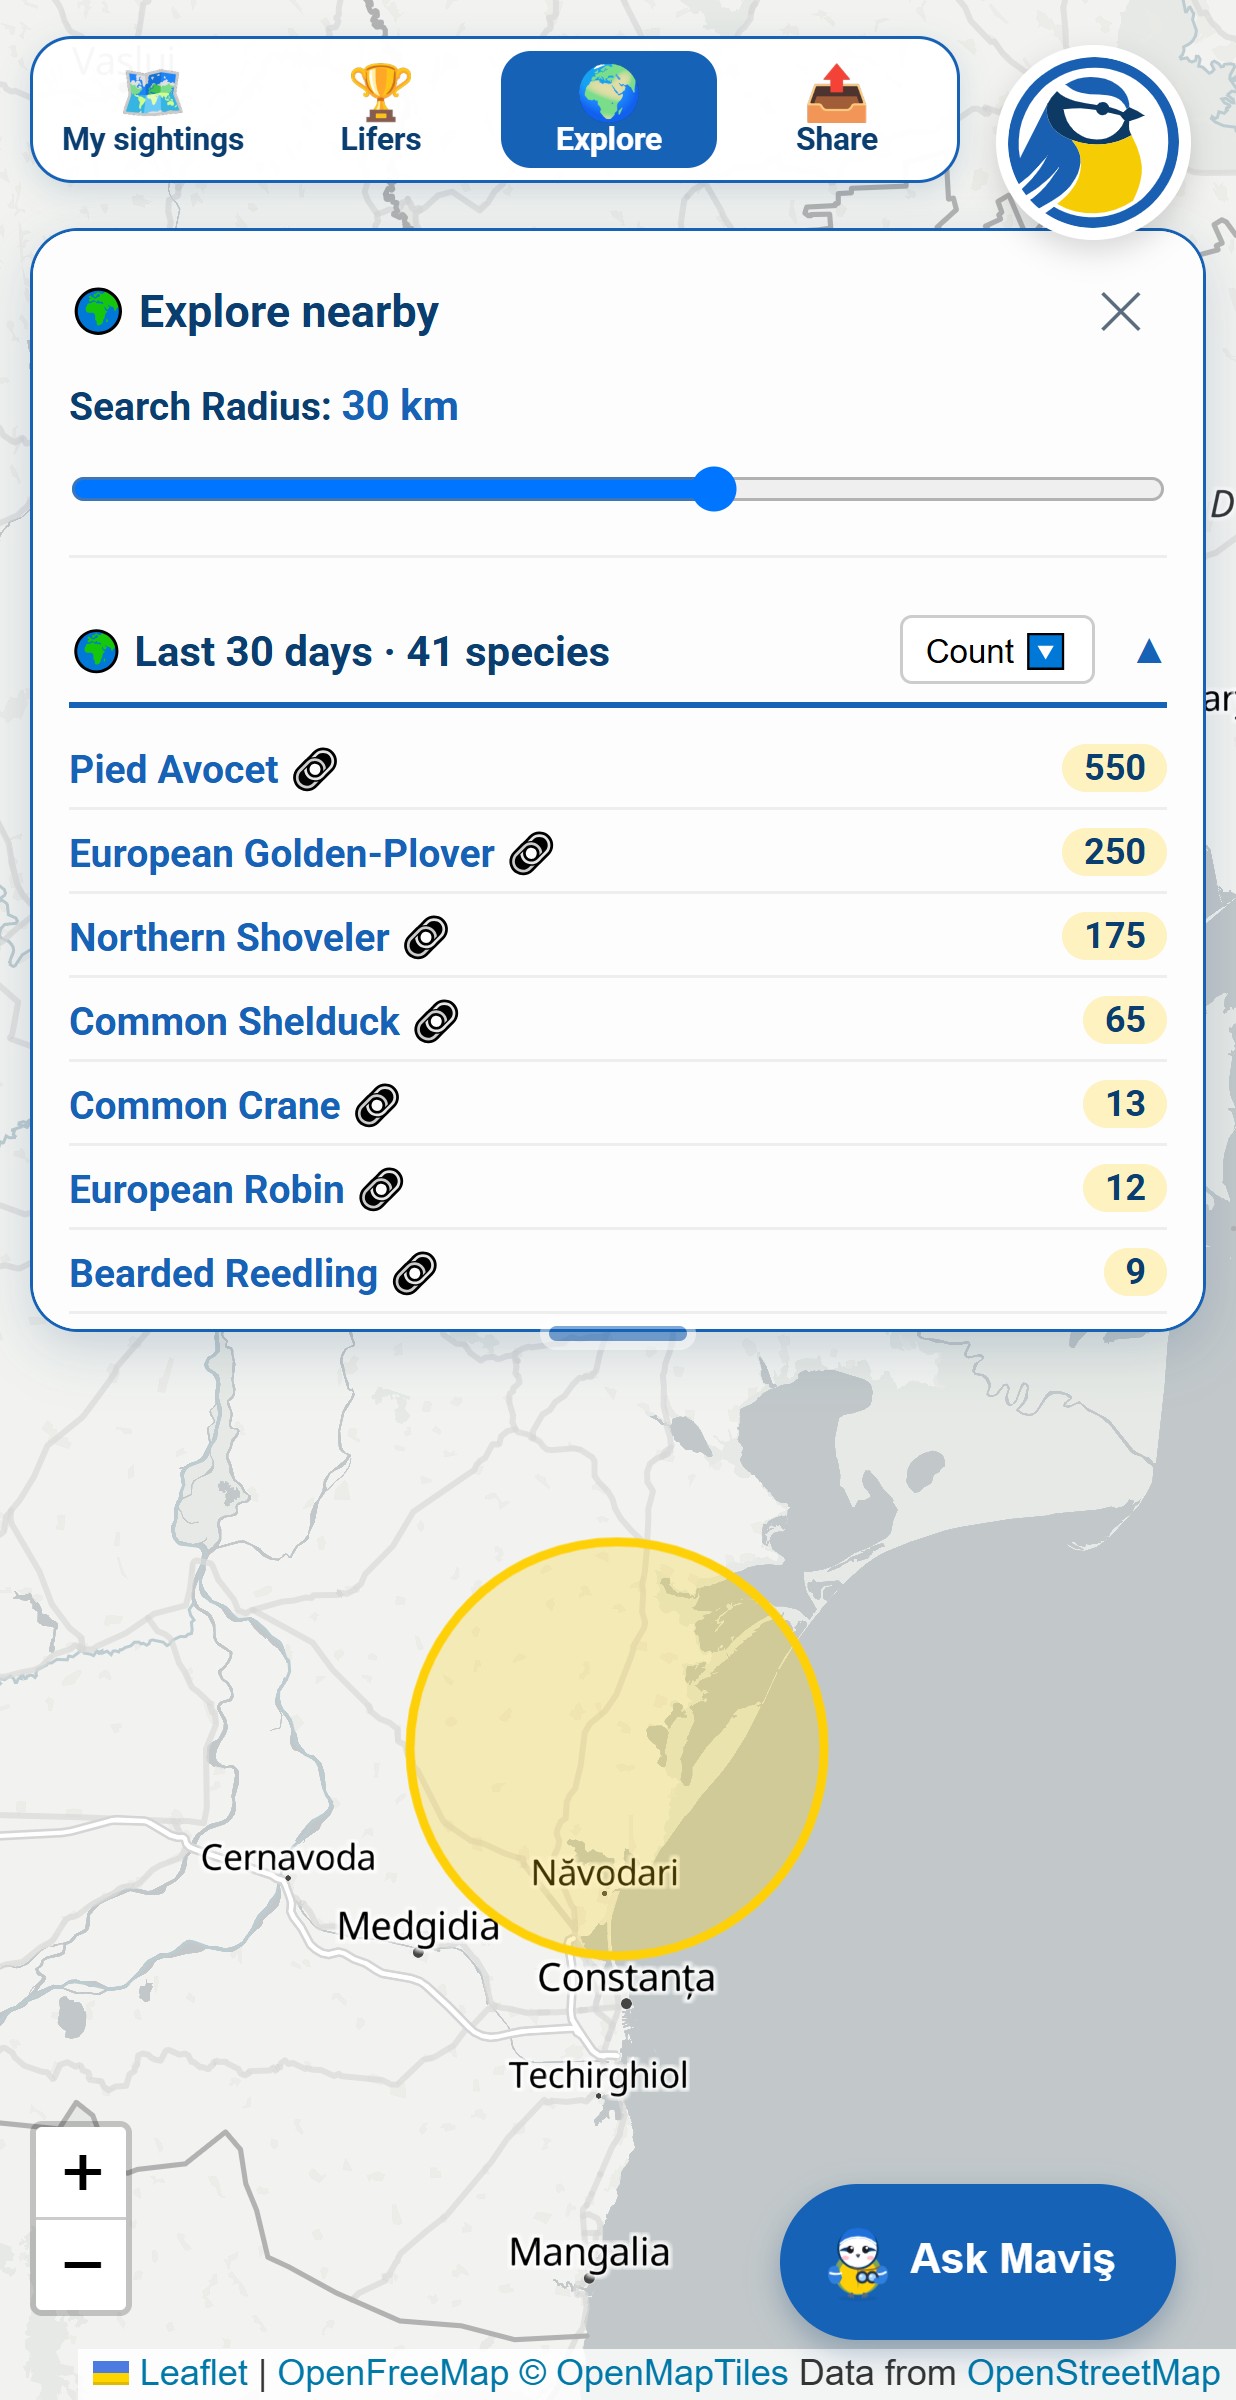 Vaslui
My sightings
Lifers
Explore
Share
Explore nearby
Search Radius: 30 km
Last 30 days · 41 species
Count
Pied Avocet
550
European Golden-Plover
250
Northern Shoveler
175
Common Shelduck
65
Common Crane
13
European Robin
12
Bearded Reedling
9
Cernavoda
Năvodari
Medgidia
Constanța
Techirghiol
Mangalia
+
−
Ask Maviş
Leaflet | OpenFreeMap © OpenMapTiles Data from OpenStreetMap